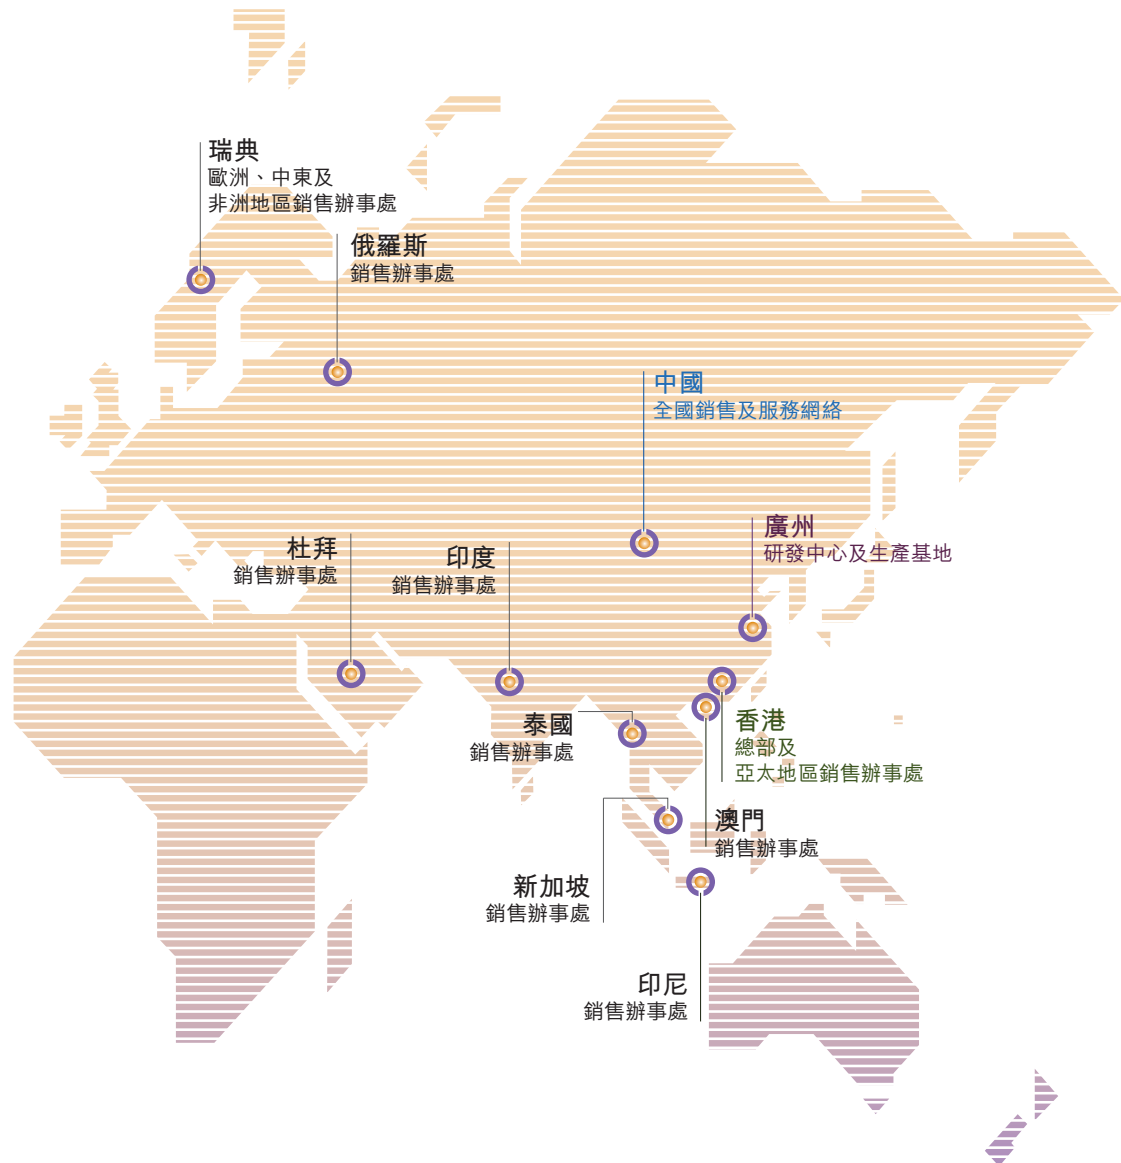 瑞典
歐洲、中東及
非洲地區銷售辦事處
俄羅斯
銷售辦事處
中國
全國銷售及服務網絡
廣州
研發中心及生產基地
杜拜
銷售辦事處
印度
銷售辦事處
泰國
銷售辦事處
香港
總部及
亞太地區銷售辦事處
澳門
銷售辦事處
新加坡
銷售辦事處
印尼
銷售辦事處